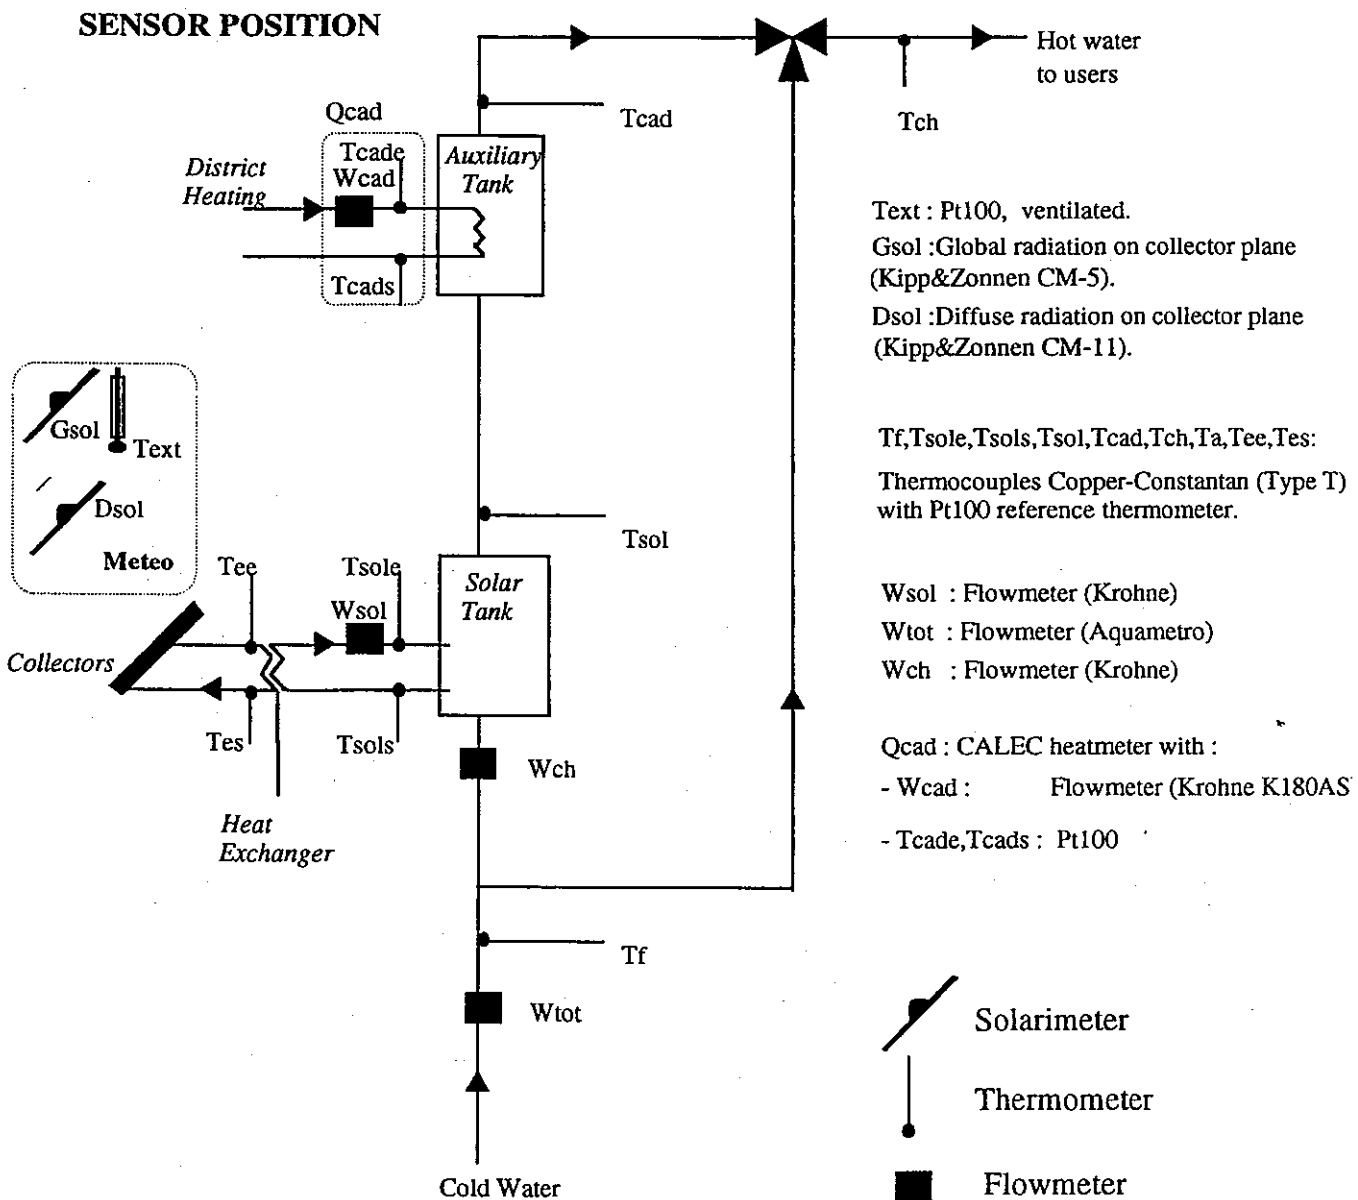 SENSOR POSITION
Hot water
to users
Tch
Tcad
Qcad
Tcade
Wcad
Tcads
District
Heating
Auxiliary
Tank
Text : Pt100, ventilated.
Gsol :Global radiation on collector plane
(Kipp&Zonnen CM-5).
Dsol :Diffuse radiation on collector plane
(Kipp&Zonnen CM-11).
Gsol
Text
Dsol
Meteo
Tf,Tsole,Tsols,Tsol,Tcad,Tch,Ta,Tee,Tes:
Thermocouples Copper-Constantan (Type T)
with Pt100 reference thermometer.
Tsol
Tee
Tsole
Wsol
Solar
Tank
Collectors
Tes
Tsols
Wch
Heat
Exchanger
Wsol : Flowmeter (Krohne)
Wtot : Flowmeter (Aquametro)
Wch : Flowmeter (Krohne)
Qcad : CALEC heatmeter with :
- Wcad : Flowmeter (Krohne K180AS
- Tcade,Tcads : Pt100
Tf
Wtot
Cold Water
Solarimeter
Thermometer
Flowmeter